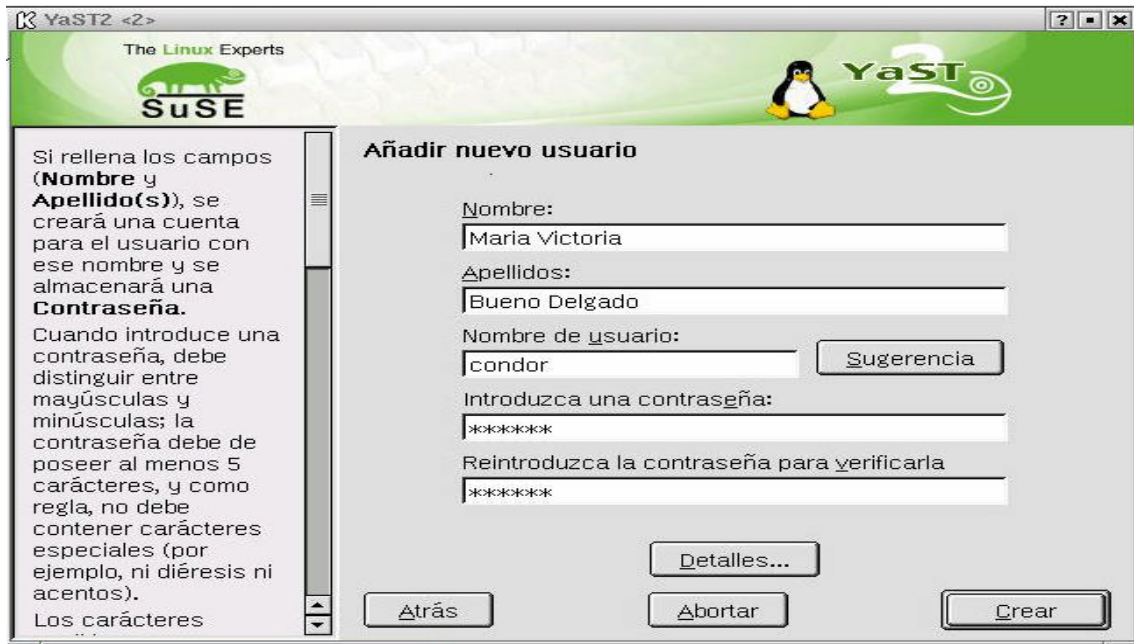 YaST2 <2>
The Linux Experts
SuSE
YaST2
Si rellena los campos
(Nombre y
Apellido(s)), se
creará una cuenta
para el usuario con
ese nombre y se
almacenará una
Contraseña.
Cuando introduce una
contraseña, debe
distinguir entre
mayúsculas y
minúsculas; la
contraseña debe de
poseer al menos 5
carácteres, y como
regla, no debe
contener carácteres
especiales (por
ejemplo, ni diéresis ni
acentos).
Los carácteres
Añadir nuevo usuario
Nombre:
Maria Victoria
Apellidos:
Bueno Delgado
Nombre de usuario:
condor
Sugerencia
Introduzca una contraseña:
******
Reintroduzca la contraseña para verificarla
******
Detalles...
Atrás
Abortar
Crear